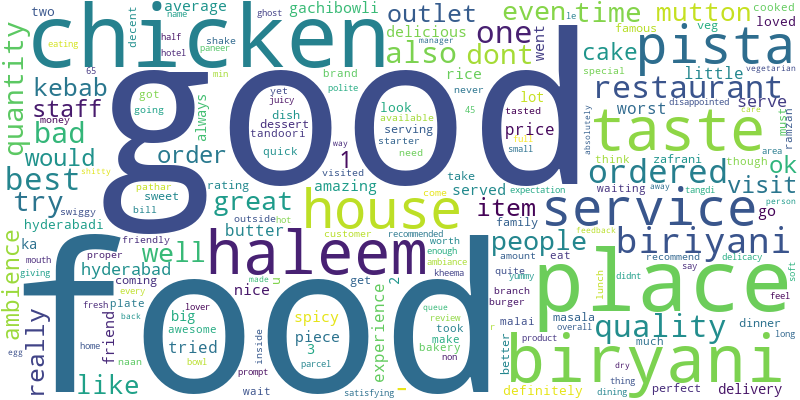 two
name
average
gachibowli
outlet
even
time
mutton
cooked
loved
chicken
decent
ghost
half
hotel
shake
paneer
eating
65
min
delicious
also
one
dont
went
le
veg
famous
pista
cake
little
special
vegetarian
quantity
kebab
staff
money
bad
would
best
try
good
got
going
always
brand
polite
rice
never
look
available
serving
starter
need
45
lot
tasted
price
full
small
yet
juicy
dish
dessert
tandoori
quick
order
1
way
visited
restaurant
worst
disappointed
serve
taste
absolutely
must
care
ramzan
think
though
zafrani
area
ordered
ok
waiting
away
tangdi
visit
shitty
pathar
sweet
bill
swiggy
hyderabadi
rating
amazing
great
take
served
expectation
house
come
item
service
person
go
outside
hot
butter
customer
recommended
family
feedback
people
biriyani
ambience
ka
mouth
giving
proper
friendly
well
hyderabad
coming
haleem
worth
enough
ambiance
kheema
amount
eat
quite
recommend
delicacy
say
didnt
feel
soft
yummy
lunch
place
branch
burger
malai
masala
overall
quality
dinner
much
long
food
every
made
u
nice
get
2
experience
inside
fresh
plate
back
big
lover
awesome
tried
spicy
piece
3
parcel
queue
review
took
make
bakery
non
r
product
better
biryani
dry
thing
dining
perfect
delivery
definitely
really
friend
home
egg
naan
like
bowl
prompt
wait
satisfying
manager